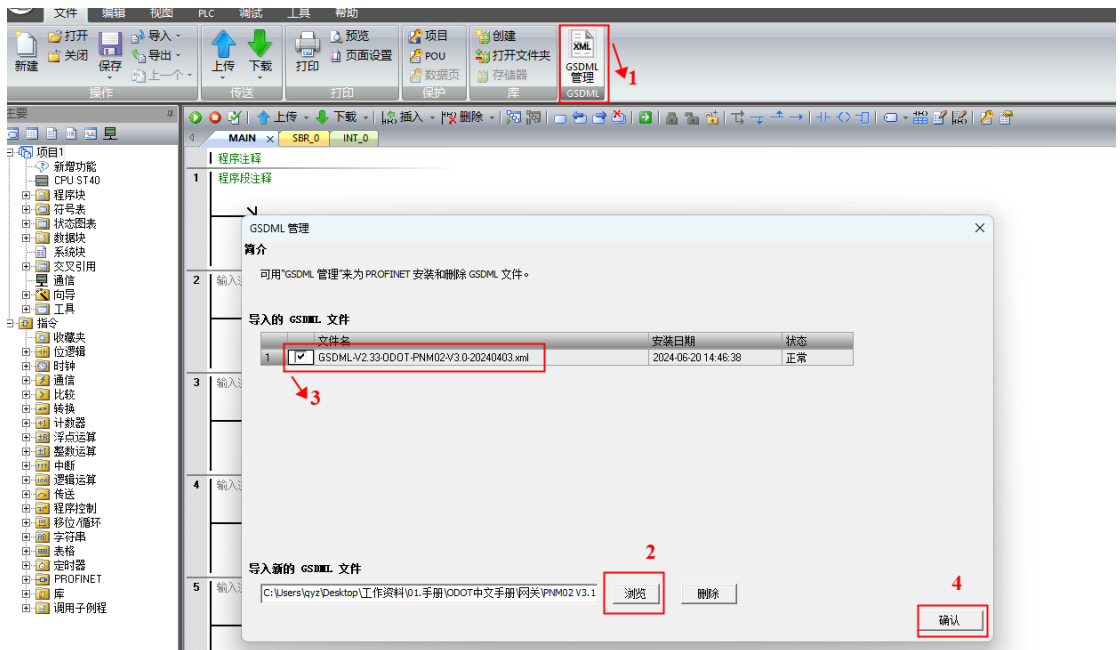 文件 编辑 视图 PLC 调试 工具 帮助
新建
打开
关闭
保存
导入
导出
上一个
操作
上传
下载
传送
打印
预览
页面设置
打印
项目
POU
数据页
保护
创建
打开文件夹
存储器
库
XML
GSDML
管理
GSDML
1
主要
上传 下载 插入 删除
MAIN × SBR_0 INT_0
项目1
新增功能
CPU ST40
程序块
符号表
状态图表
数据块
系统块
交叉引用
通信
向导
工具
指令
收藏夹
位逻辑
时钟
通信
比较
转换
计数器
浮点运算
整数运算
中断
逻辑运算
传送
程序控制
移位/循环
字符串
表格
定时器
PROFINET
库
调用子例程
程序注释
1 程序段注释
2 输入
3 输入
4 输入
5 输入
GSDML 管理
简介
可用"GSDML 管理"来为 PROFINET 安装和删除 GSDML 文件。
导入的 GSDML 文件
文件名 安装日期 状态
1 GSDML-V2.33-ODOT-PNM02-V3.0-20240403.xml 2024-06-20 14:46:38 正常
3
导入新的 GSDML 文件
2
C:\Users\qyz\Desktop\工作资料\01.手册\ODOT中文手册\网关\PNM02 V3.1
浏览
删除
4
确认